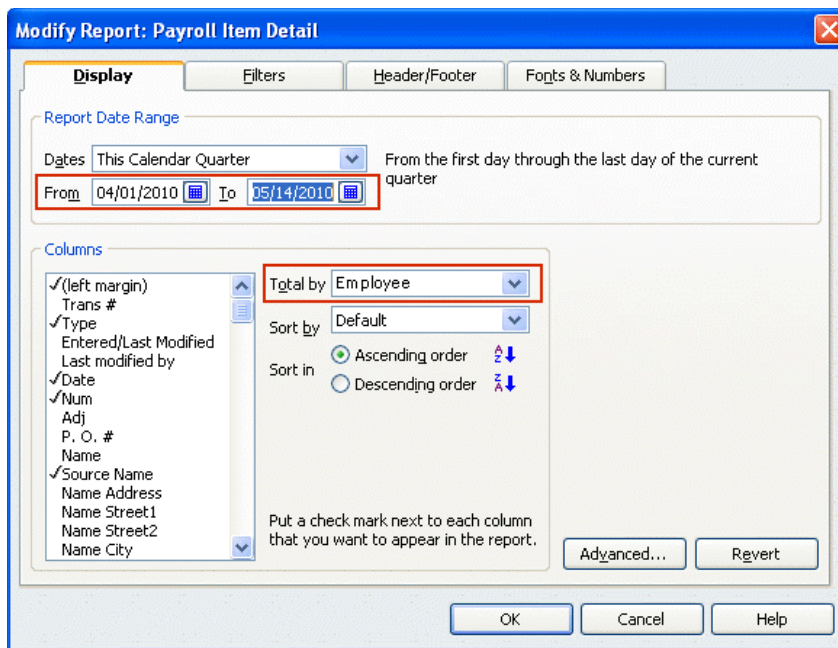 Modify Report: Payroll Item Detail
Display Filters Header/Footer Fonts & Numbers
Report Date Range
Dates This Calendar Quarter From the first day through the last day of the current
quarter
From 04/01/2010 To 05/14/2010
Columns
✓(left margin)
Trans #
✓Type
Entered/Last Modified
Last modified by
✓Date
✓Num
Adj
P. O. #
Name
✓Source Name
Name Address
Name Street1
Name Street2
Name City
Total by Employee
Sort by Default
Sort in
Ascending order A Z
Descending order Z A
Put a check mark next to each column
that you want to appear in the report.
Advanced... Revert
OK Cancel Help